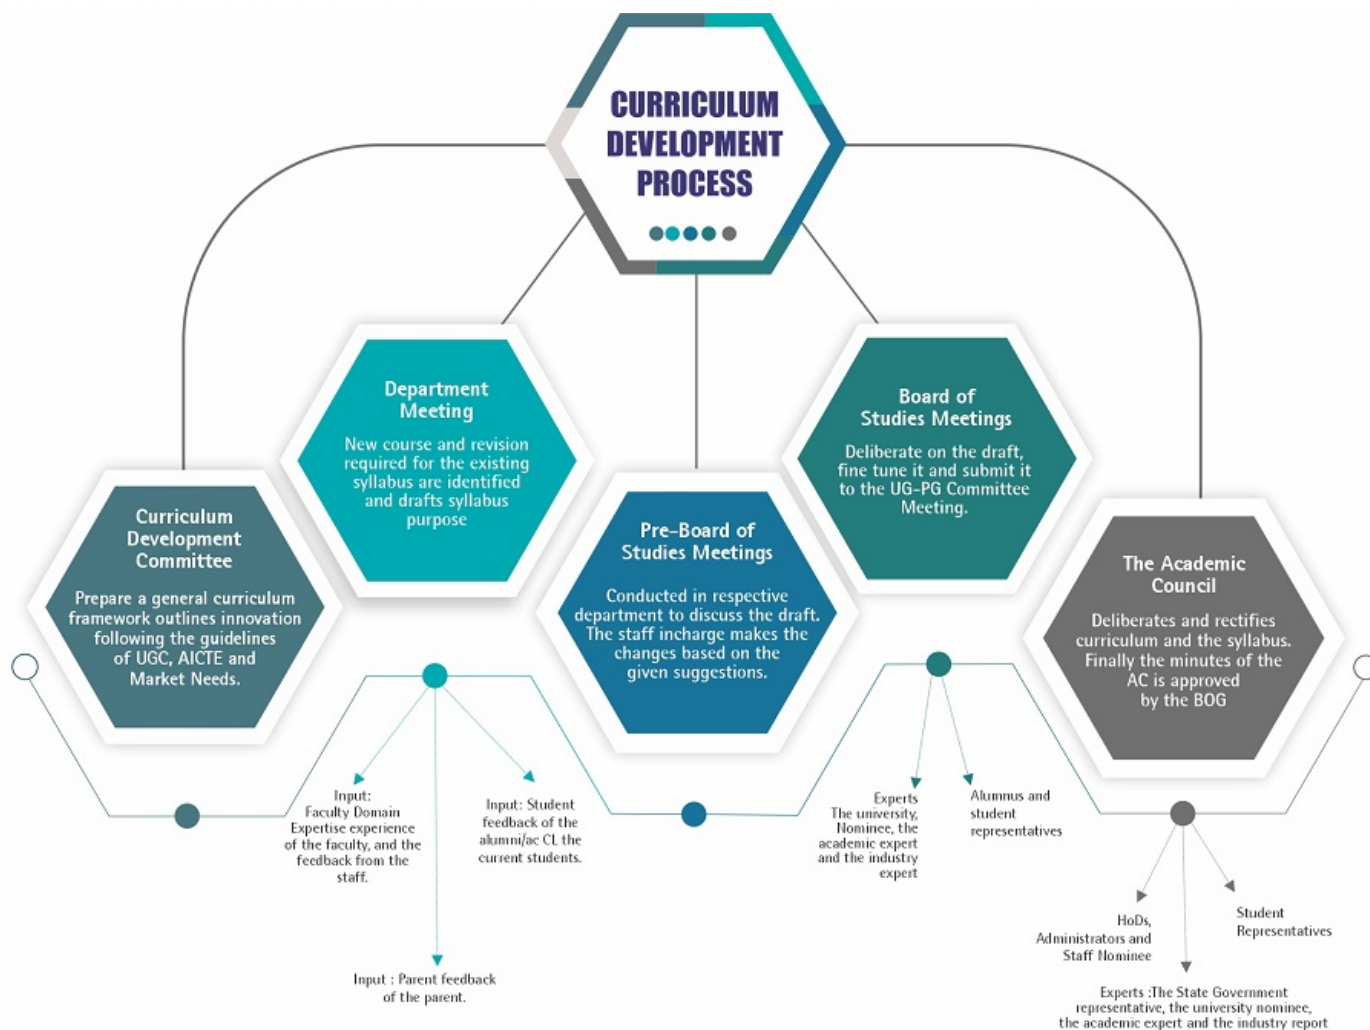 CURRICULUM
DEVELOPMENT
PROCESS
Curriculum
Development
Committee
Prepare a general curriculum
framework outlines innovation
following the guidelines
of UGC, AICTE and
Market Needs.
Department
Meeting
New course and revision
required for the existing
syllabus are identified
and drafts syllabus
purpose
Input:
Faculty Domain
Expertise experience
of the faculty, and the
feedback from the
staff.
Input : Parent feedback
of the parent.
Input: Student
feedback of the
alumni/ac CL the
current students.
Pre-Board of
Studies Meetings
Conducted in respective
department to discuss the draft.
The staff incharge makes the
changes based on the
given suggestions.
Board of
Studies Meetings
Deliberate on the draft,
fine tune it and submit it
to the UG-PG Committee
Meeting.
Experts
The university,
Nominee, the
academic expert
and the industry
expert
Alumnus and
student
representatives
The Academic
Council
Deliberates and rectifies
curriculum and the syllabus.
Finally the minutes of the
AC is approved
by the BOG
HoDs,
Administrators and
Staff Nominee
Experts :The State Government
representative, the university nominee,
the academic expert and the industry report
Student
Representatives